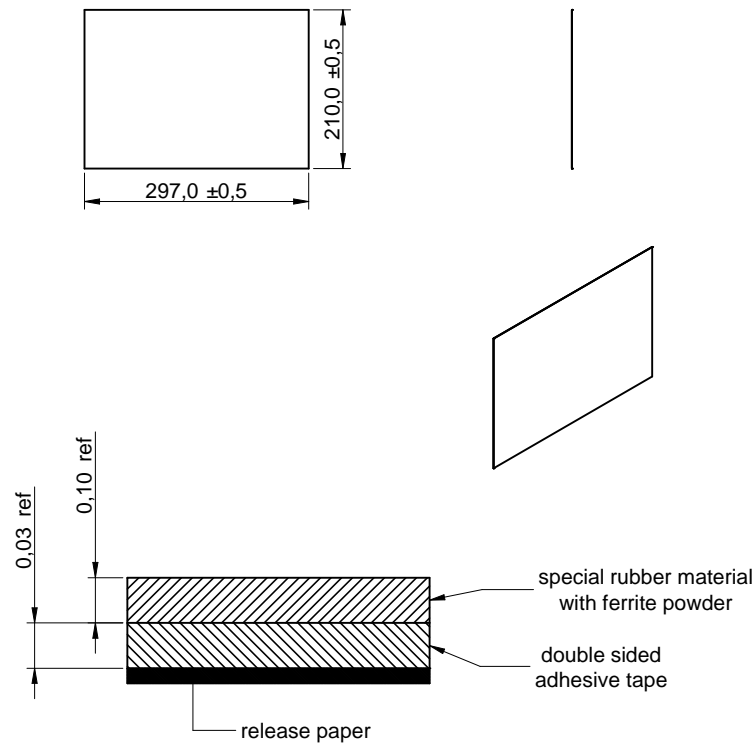 210,0 ±0,5
297,0 ±0,5
0,10 ref
0,03 ref
special rubber material
with ferrite powder
double sided
adhesive tape
release paper